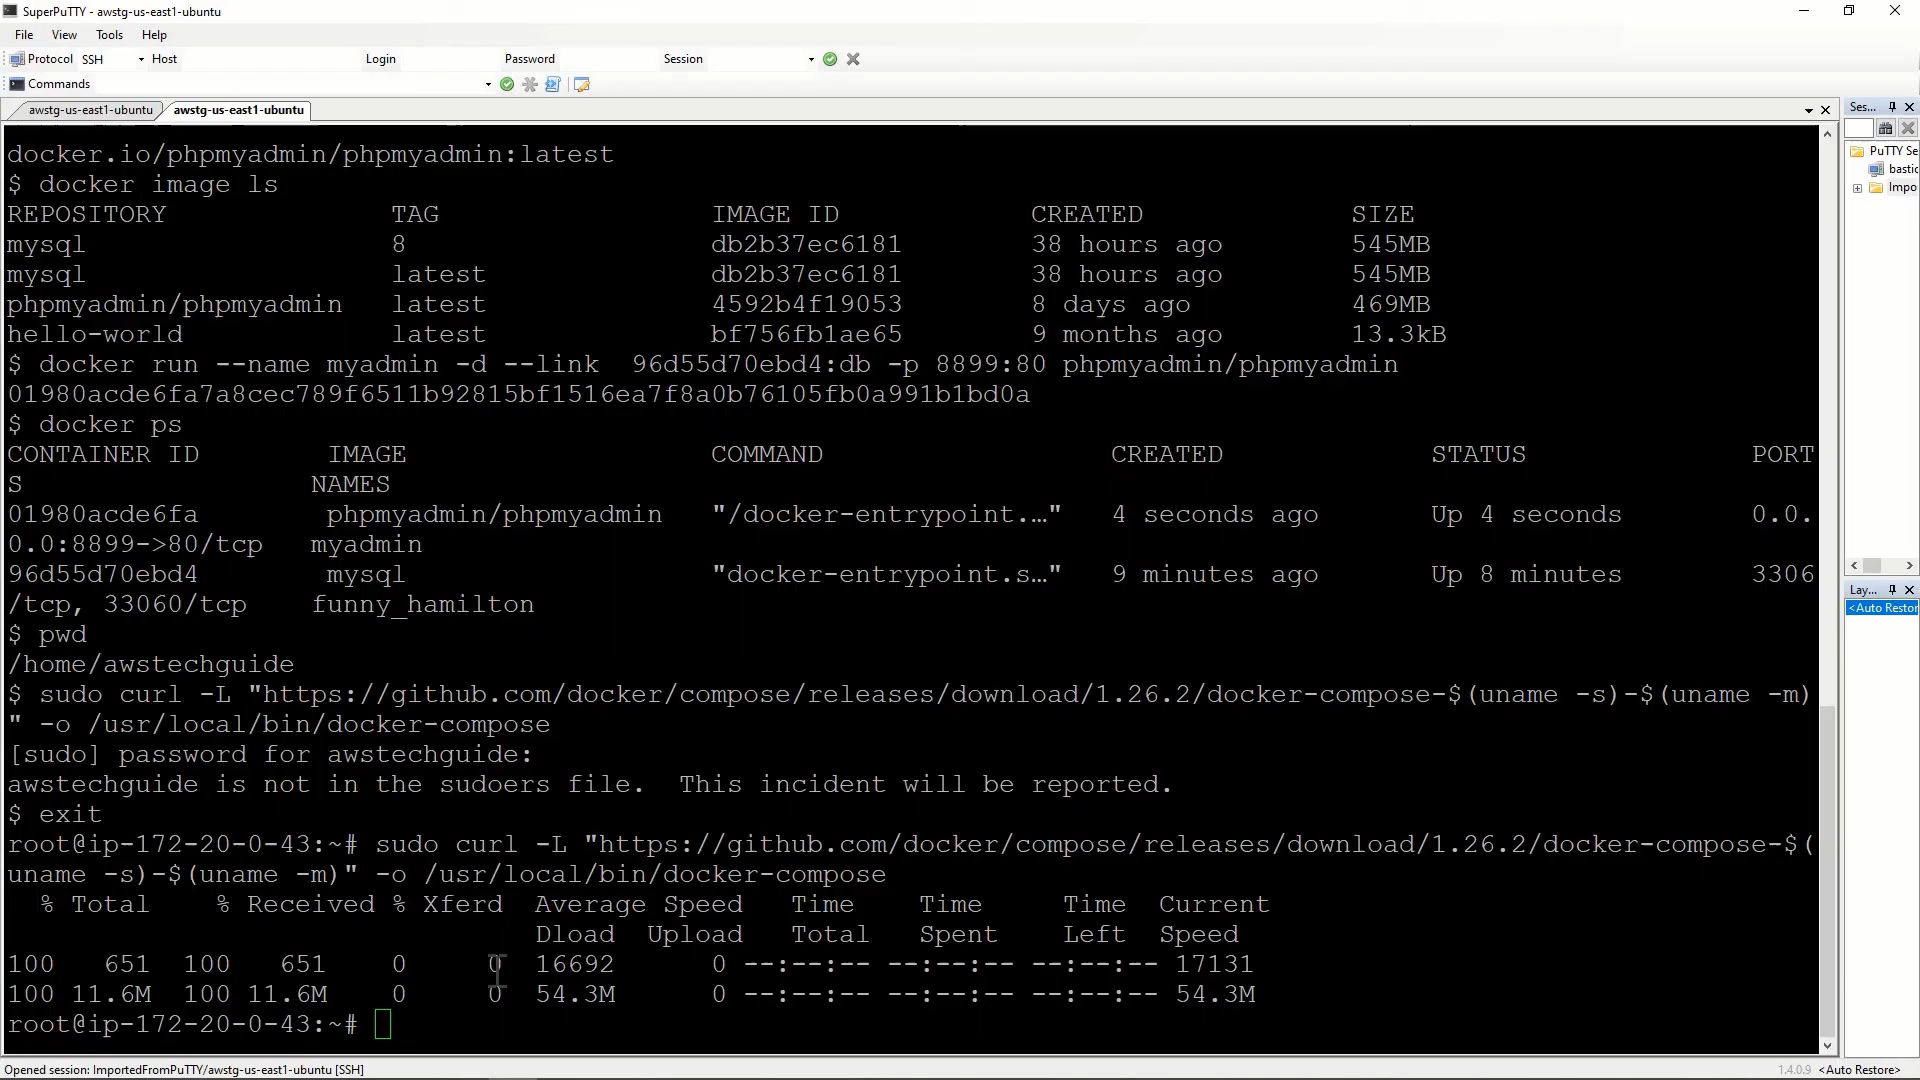 SuperPuTTY - awstg-us-east1-ubuntu
File View Tools Help
Protocol SSH Host Login Password Session
Commands
awstg-us-east1-ubuntu awstg-us-east1-ubuntu
docker.io/phpmyadmin/phpmyadmin:latest
$ docker image ls
REPOSITORY TAG IMAGE ID CREATED SIZE
mysql 8 db2b37ec6181 38 hours ago 545MB
mysql latest db2b37ec6181 38 hours ago 545MB
phpmyadmin/phpmyadmin latest 4592b4f19053 8 days ago 469MB
hello-world latest bf756fb1ae65 9 months ago 13.3kB
$ docker run --name myadmin -d --link  96d55d70ebd4:db -p 8899:80 phpmyadmin/phpmyadmin
01980acde6fa7a8cec789f6511b92815bf1516ea7f8a0b76105fb0a991b1bd0a
$ docker ps
CONTAINER ID IMAGE COMMAND CREATED STATUS PORT
S NAMES
01980acde6fa phpmyadmin/phpmyadmin "/docker-entrypoint.…" 4 seconds ago Up 4 seconds 0.0.
0.0:8899->80/tcp myadmin
96d55d70ebd4 mysql "docker-entrypoint.s…" 9 minutes ago Up 8 minutes 3306
/tcp, 33060/tcp funny_hamilton
$ pwd
/home/awstechguide
$ sudo curl -L "https://github.com/docker/compose/releases/download/1.26.2/docker-compose-$(uname -s)-$(uname -m)
" -o /usr/local/bin/docker-compose
[sudo] password for awstechguide:
awstechguide is not in the sudoers file.  This incident will be reported.
$ exit
root@ip-172-20-0-43:~# sudo curl -L "https://github.com/docker/compose/releases/download/1.26.2/docker-compose-$(
uname -s)-$(uname -m)" -o /usr/local/bin/docker-compose
% Total % Received % Xferd Average Speed Time Time Time Current
Dload Upload Total Spent Left Speed
100 651 100 651 0 0 16692 0 --:--:-- --:--:-- --:--:-- 17131
100 11.6M 100 11.6M 0 0 54.3M 0 --:--:-- --:--:-- --:--:-- 54.3M
root@ip-172-20-0-43:~#
Ses...
PuTTY Se
bastic
Impo
Lay...
<Auto Restor
Opened session: ImportedFromPuTTY/awstg-us-east1-ubuntu [SSH] 1.4.0.9 <Auto Restore>